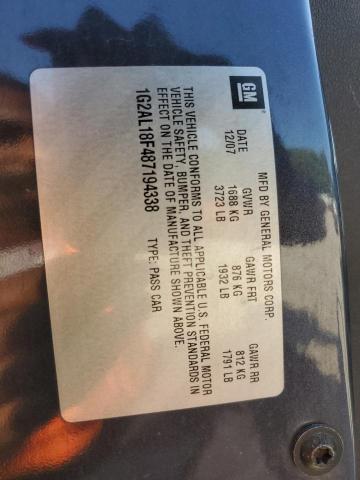 GM
MFD BY GENERAL MOTORS CORP.
DATE GVWR GAWR FRT GAWR RR
12/07 1688 KG 876 KG 812 KG
3723 LB 1932 LB 1791 LB
THIS VEHICLE CONFORMS TO ALL APPLICABLE U.S. FEDERAL MOTOR
VEHICLE SAFETY, BUMPER, AND THEFT PREVENTION STANDARDS IN
EFFECT ON THE DATE OF MANUFACTURE SHOWN ABOVE.
1G2AL18F487194338 TYPE: PASS CAR